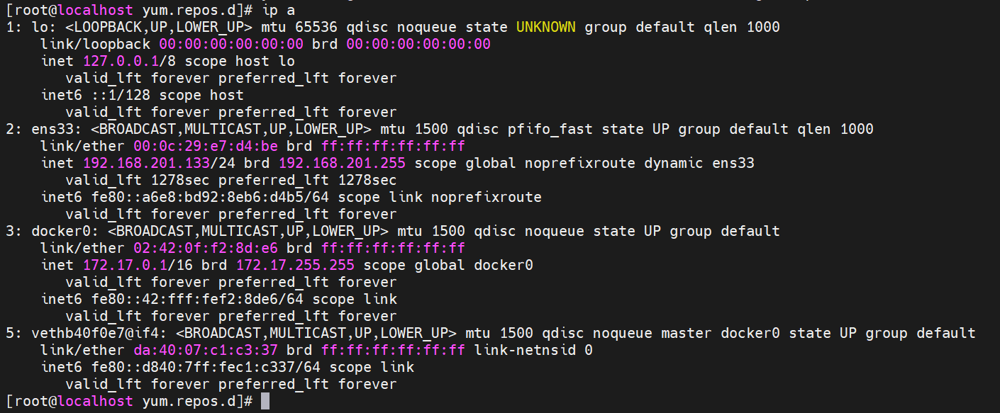 [root@localhost yum.repos.d]# ip a
1: lo: <LOOPBACK,UP,LOWER_UP> mtu 65536 qdisc noqueue state UNKNOWN group default qlen 1000
    link/loopback 00:00:00:00:00:00 brd 00:00:00:00:00:00
    inet 127.0.0.1/8 scope host lo
       valid_lft forever preferred_lft forever
    inet6 ::1/128 scope host
       valid_lft forever preferred_lft forever
2: ens33: <BROADCAST,MULTICAST,UP,LOWER_UP> mtu 1500 qdisc pfifo_fast state UP group default qlen 1000
    link/ether 00:0c:29:e7:d4:be brd ff:ff:ff:ff:ff:ff
    inet 192.168.201.133/24 brd 192.168.201.255 scope global noprefixroute dynamic ens33
       valid_lft 1278sec preferred_lft 1278sec
    inet6 fe80::a6e8:bd92:8eb6:d4b5/64 scope link noprefixroute
       valid_lft forever preferred_lft forever
3: docker0: <BROADCAST,MULTICAST,UP,LOWER_UP> mtu 1500 qdisc noqueue state UP group default
    link/ether 02:42:0f:f2:8d:e6 brd ff:ff:ff:ff:ff:ff
    inet 172.17.0.1/16 brd 172.17.255.255 scope global docker0
       valid_lft forever preferred_lft forever
    inet6 fe80::42:fff:fef2:8de6/64 scope link
       valid_lft forever preferred_lft forever
5: vethb40f0e7@if4: <BROADCAST,MULTICAST,UP,LOWER_UP> mtu 1500 qdisc noqueue master docker0 state UP group default
    link/ether da:40:07:c1:c3:37 brd ff:ff:ff:ff:ff:ff link-netnsid 0
    inet6 fe80::d840:7ff:fec1:c337/64 scope link
       valid_lft forever preferred_lft forever
[root@localhost yum.repos.d]#